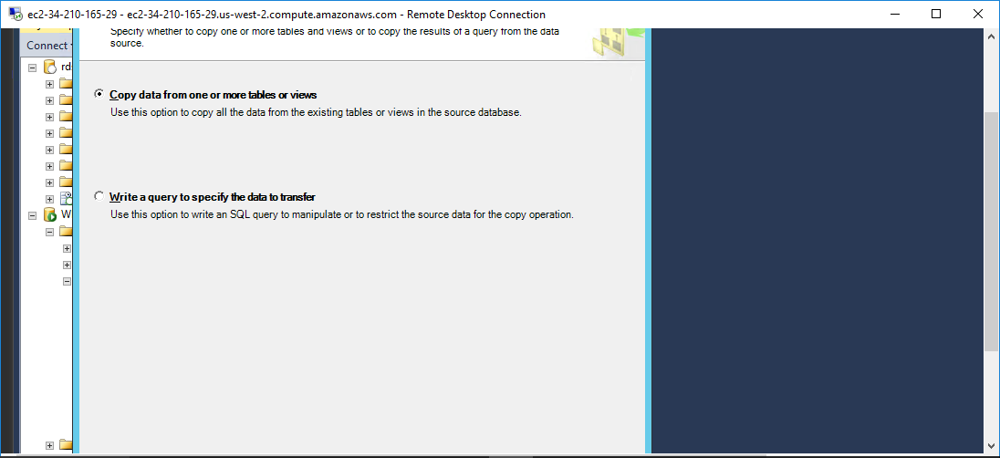 ec2-34-210-165-29 - ec2-34-210-165-29.us-west-2.compute.amazonaws.com - Remote Desktop Connection
Specify whether to copy one or more tables and views or to copy the results of a query from the data
source.
Connect
rds
Copy data from one or more tables or views
Use this option to copy all the data from the existing tables or views in the source database.
Write a query to specify the data to transfer
W
Use this option to write an SQL query to manipulate or to restrict the source data for the copy operation.